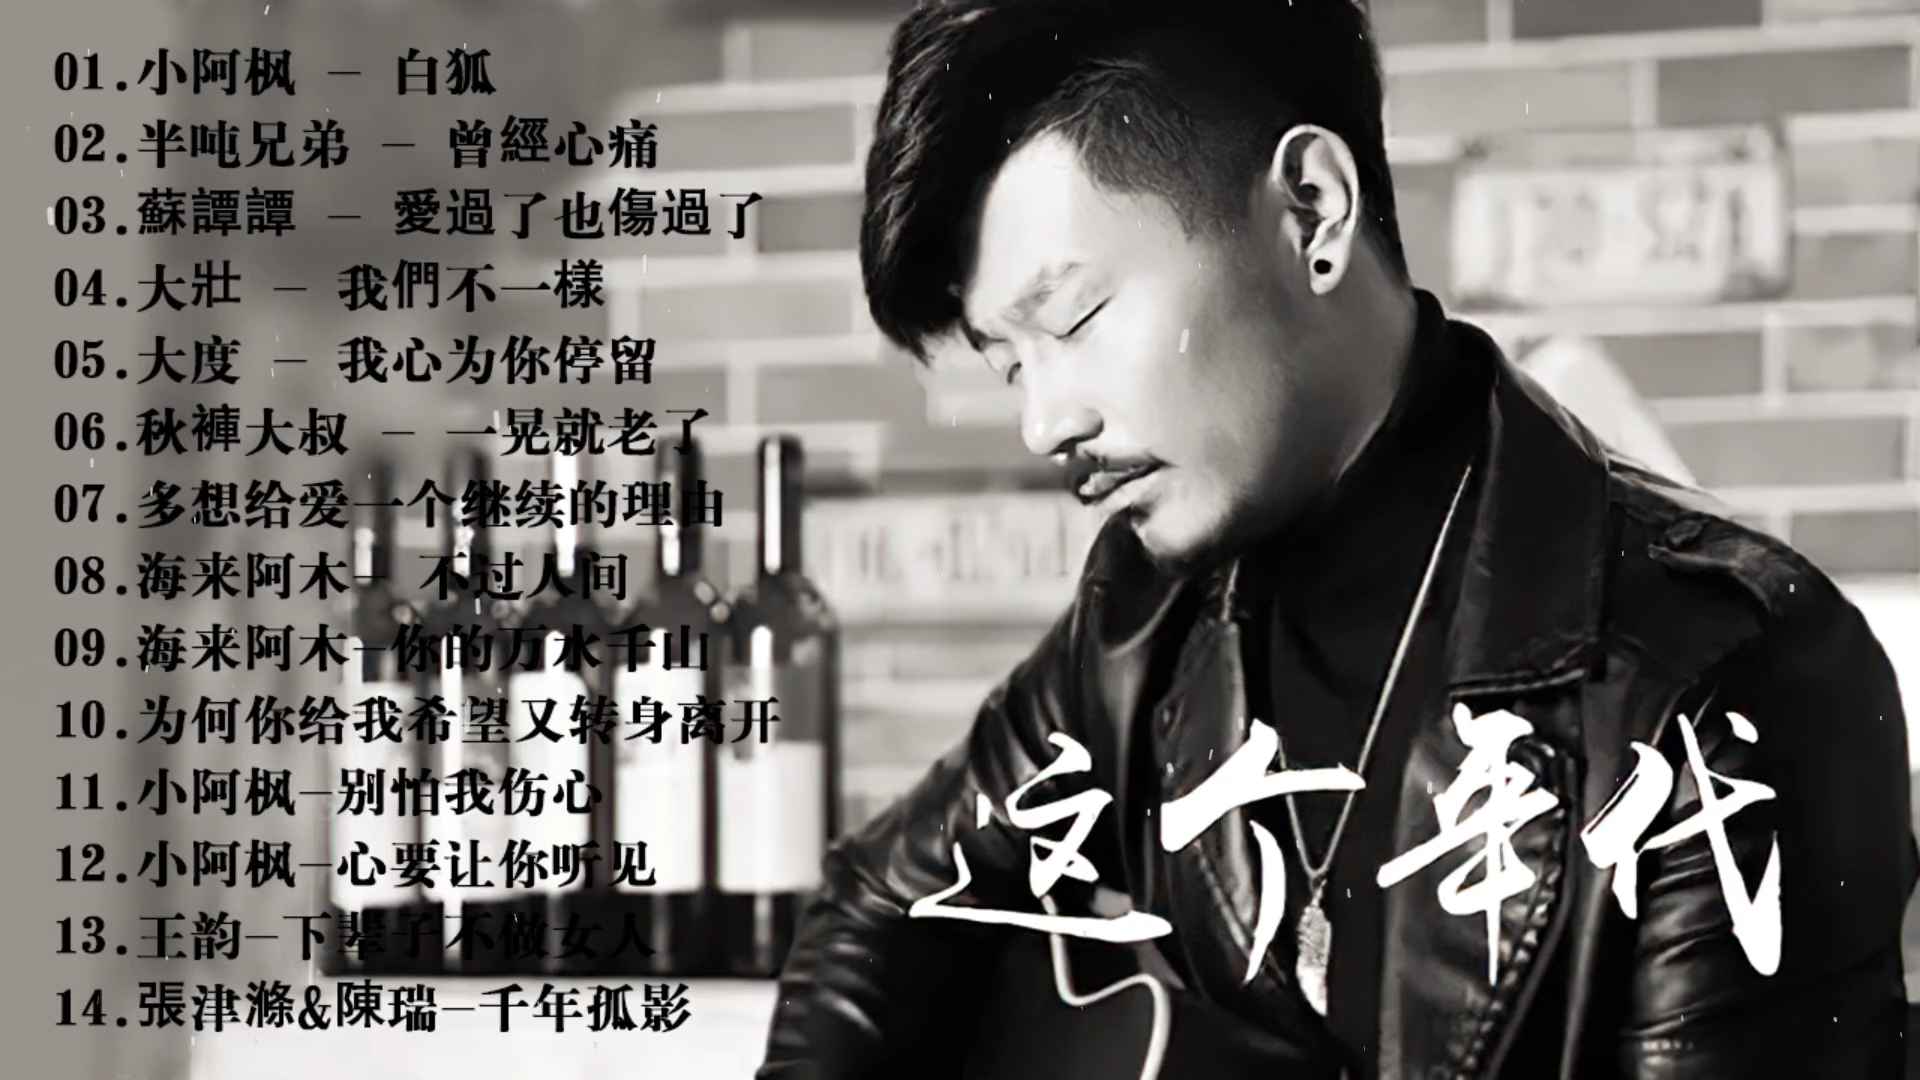 01.小阿枫 – 白狐
02.半吨兄弟 – 曾經心痛
03.蘇譚譚 – 愛過了也傷過了
04.大壯 – 我們不一樣
05.大度 – 我心为你停留
06.秋褲大叔 – 一晃就老了
07.多想给爱一个继续的理由
08.海来阿木– 不过人间
09.海来阿木–你的万水千山
10.为何你给我希望又转身离开
11.小阿枫–别怕我伤心
12.小阿枫–心要让你听见
13.王韵–下辈子不做女人
14.張津滌&陳瑞–千年孤影
这个年代